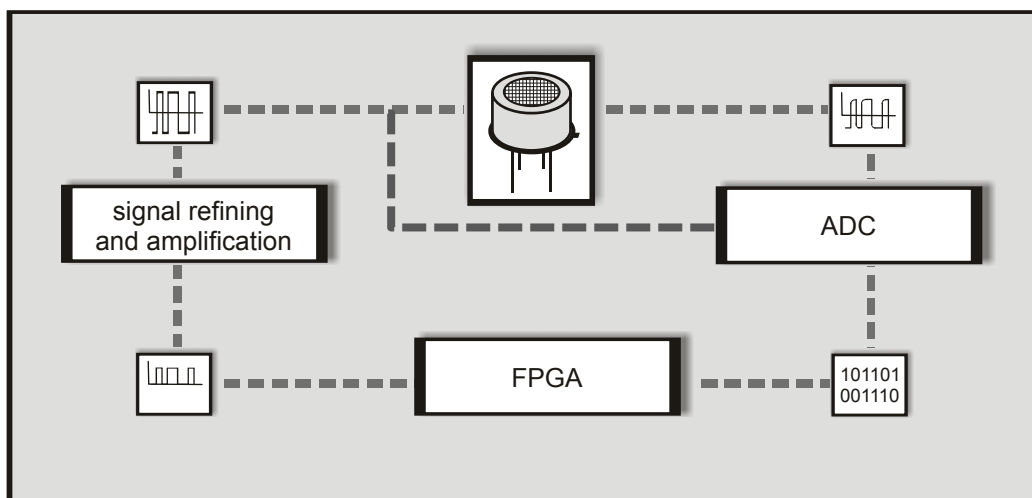 signal refining
and amplification
ADC
FPGA
101101
001110